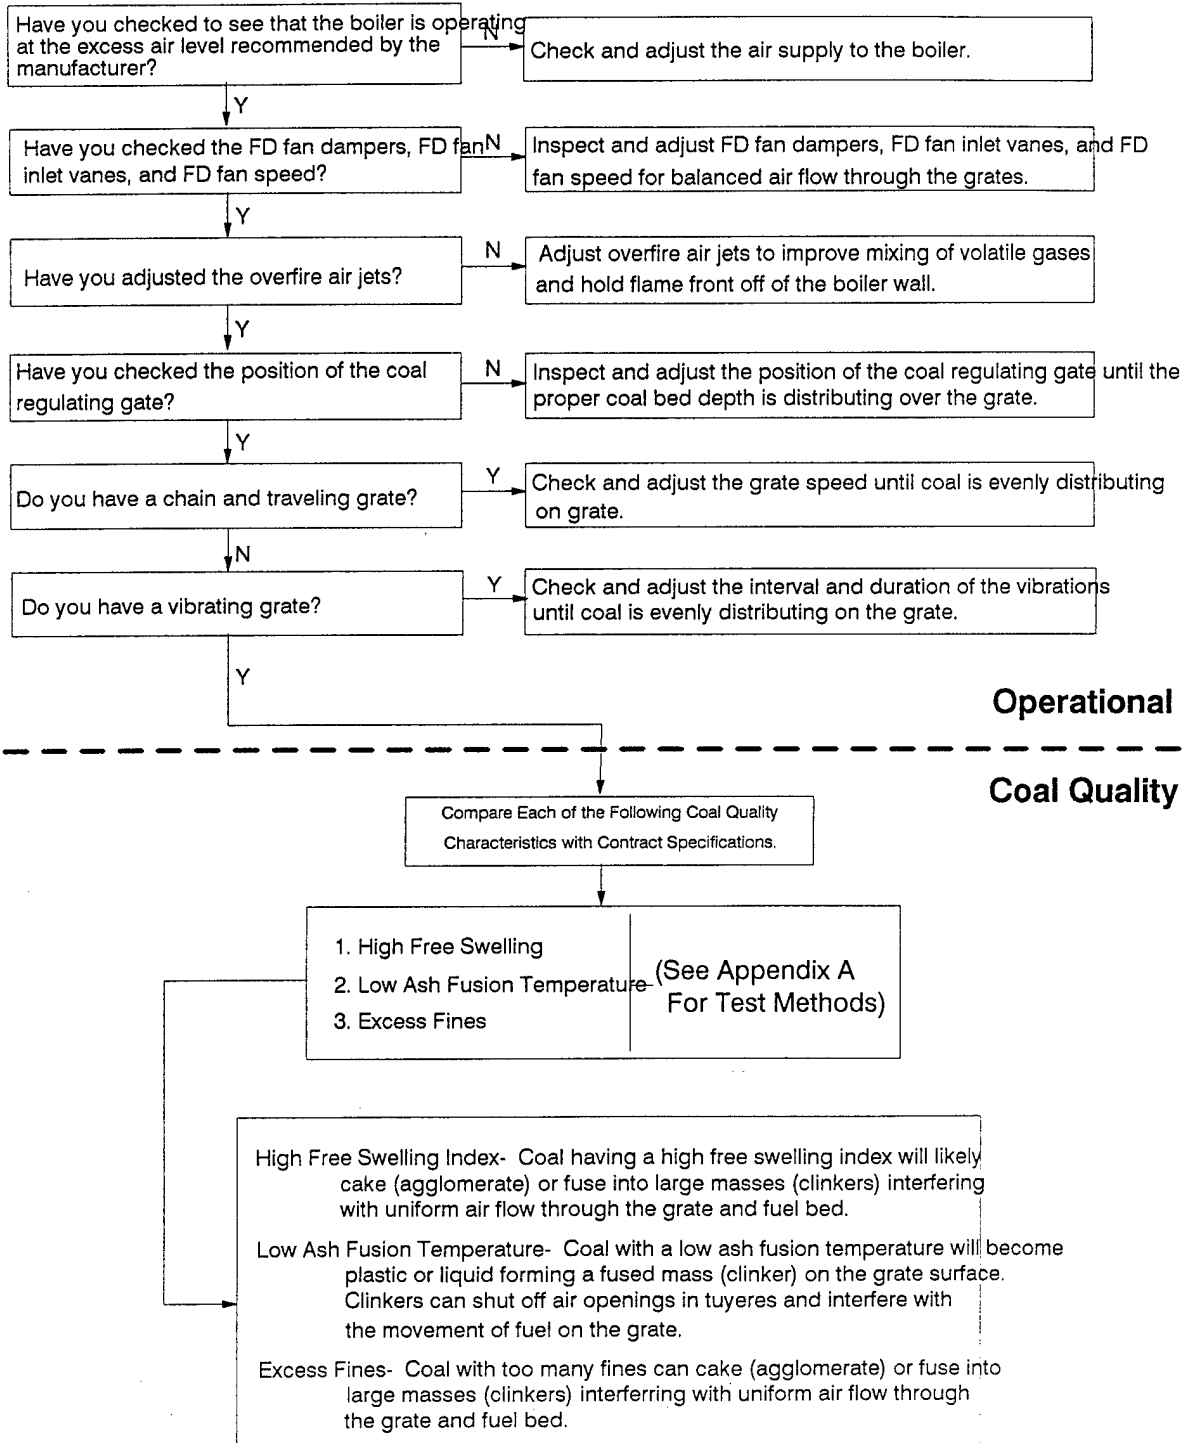 Have you checked to see that the boiler is operating
at the excess air level recommended by the
manufacturer?
N
Check and adjust the air supply to the boiler.
Y
Have you checked the FD fan dampers, FD fan
inlet vanes, and FD fan speed?
N
Inspect and adjust FD fan dampers, FD fan inlet vanes, and FD
fan speed for balanced air flow through the grates.
Y
Have you adjusted the overfire air jets?
N
Adjust overfire air jets to improve mixing of volatile gases
and hold flame front off of the boiler wall.
Y
Have you checked the position of the coal
regulating gate?
N
Inspect and adjust the position of the coal regulating gate until the
proper coal bed depth is distributing over the grate.
Y
Do you have a chain and traveling grate?
Y
Check and adjust the grate speed until coal is evenly distributing
on grate.
N
Do you have a vibrating grate?
Y
Check and adjust the interval and duration of the vibrations
until coal is evenly distributing on the grate.
Y
Operational
Coal Quality
Compare Each of the Following Coal Quality
Characteristics with Contract Specifications.
1. High Free Swelling
2. Low Ash Fusion Temperature
3. Excess Fines
(See Appendix A
For Test Methods)
High Free Swelling Index- Coal having a high free swelling index will likely
cake (agglomerate) or fuse into large masses (clinkers) interfering
with uniform air flow through the grate and fuel bed.
Low Ash Fusion Temperature- Coal with a low ash fusion temperature will become
plastic or liquid forming a fused mass (clinker) on the grate surface.
Clinkers can shut off air openings in tuyeres and interfere with
the movement of fuel on the grate.
Excess Fines- Coal with too many fines can cake (agglomerate) or fuse into
large masses (clinkers) interferring with uniform air flow through
the grate and fuel bed.